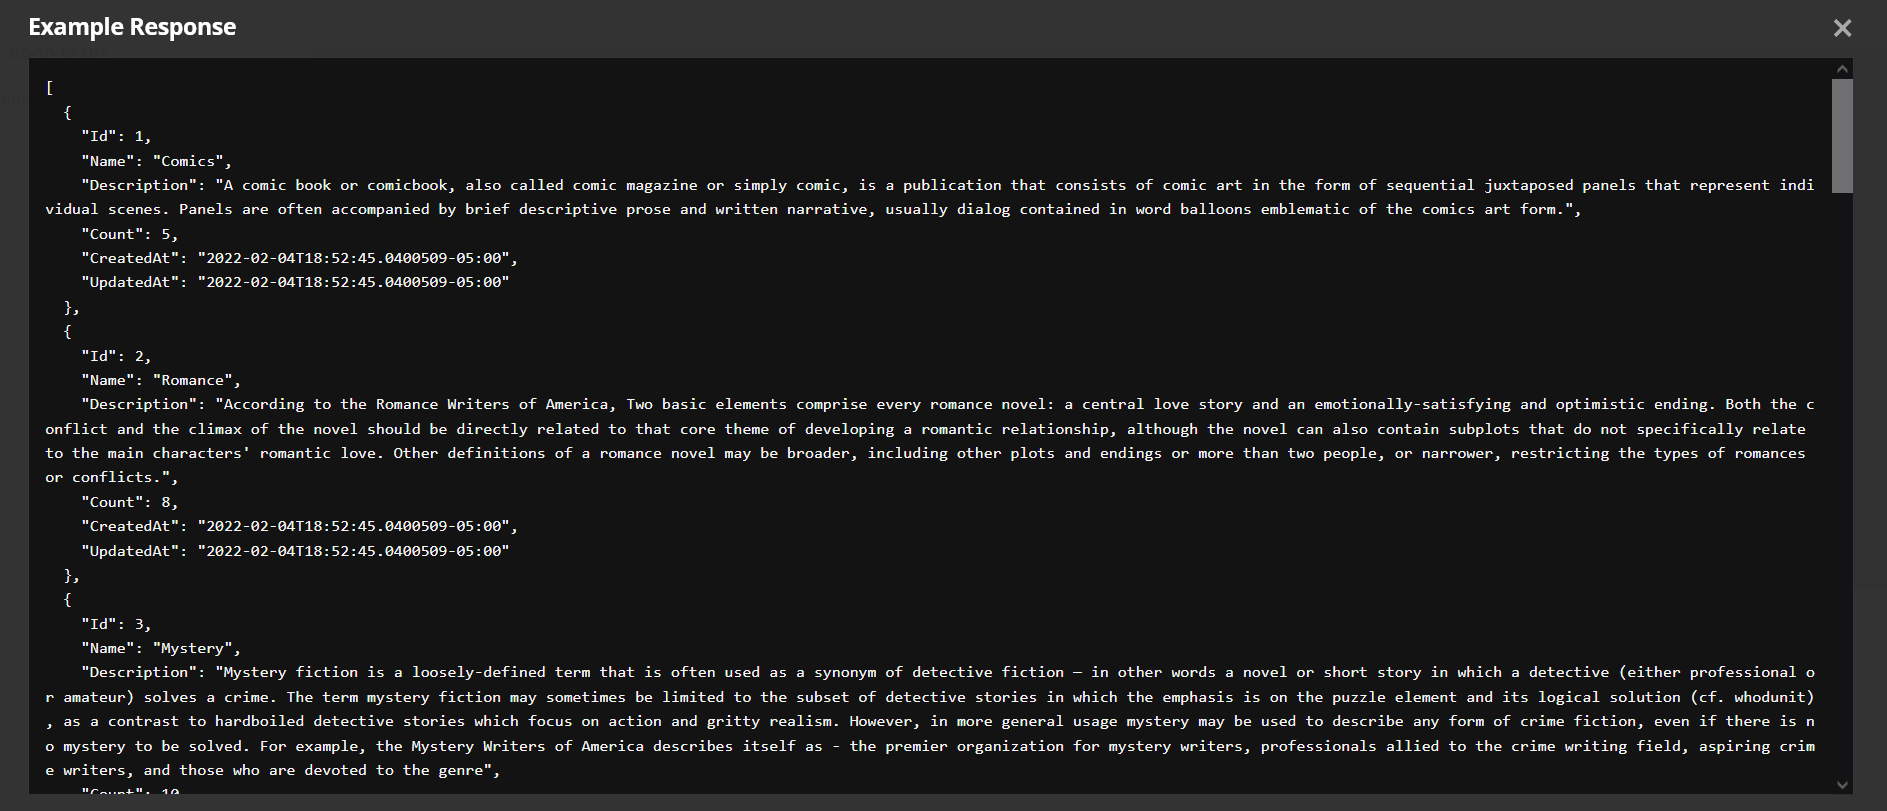 Example Response
[
  {
    "Id": 1,
    "Name": "Comics",
    "Description": "A comic book or comicbook, also called comic magazine or simply comic, is a publication that consists of comic art in the form of sequential juxtaposed panels that represent indi
vidual scenes. Panels are often accompanied by brief descriptive prose and written narrative, usually dialog contained in word balloons emblematic of the comics art form.",
    "Count": 5,
    "CreatedAt": "2022-02-04T18:52:45.0400509-05:00",
    "UpdatedAt": "2022-02-04T18:52:45.0400509-05:00"
  },
  {
    "Id": 2,
    "Name": "Romance",
    "Description": "According to the Romance Writers of America, Two basic elements comprise every romance novel: a central love story and an emotionally-satisfying and optimistic ending. Both the c
onflict and the climax of the novel should be directly related to that core theme of developing a romantic relationship, although the novel can also contain subplots that do not specifically relate
to the main characters' romantic love. Other definitions of a romance novel may be broader, including other plots and endings or more than two people, or narrower, restricting the types of romances
or conflicts.",
    "Count": 8,
    "CreatedAt": "2022-02-04T18:52:45.0400509-05:00",
    "UpdatedAt": "2022-02-04T18:52:45.0400509-05:00"
  },
  {
    "Id": 3,
    "Name": "Mystery",
    "Description": "Mystery fiction is a loosely-defined term that is often used as a synonym of detective fiction — in other words a novel or short story in which a detective (either professional o
r amateur) solves a crime. The term mystery fiction may sometimes be limited to the subset of detective stories in which the emphasis is on the puzzle element and its logical solution (cf. whodunit)
, as a contrast to hardboiled detective stories which focus on action and gritty realism. However, in more general usage mystery may be used to describe any form of crime fiction, even if there is n
o mystery to be solved. For example, the Mystery Writers of America describes itself as - the premier organization for mystery writers, professionals allied to the crime writing field, aspiring crim
e writers, and those who are devoted to the genre",
    "Count": 10